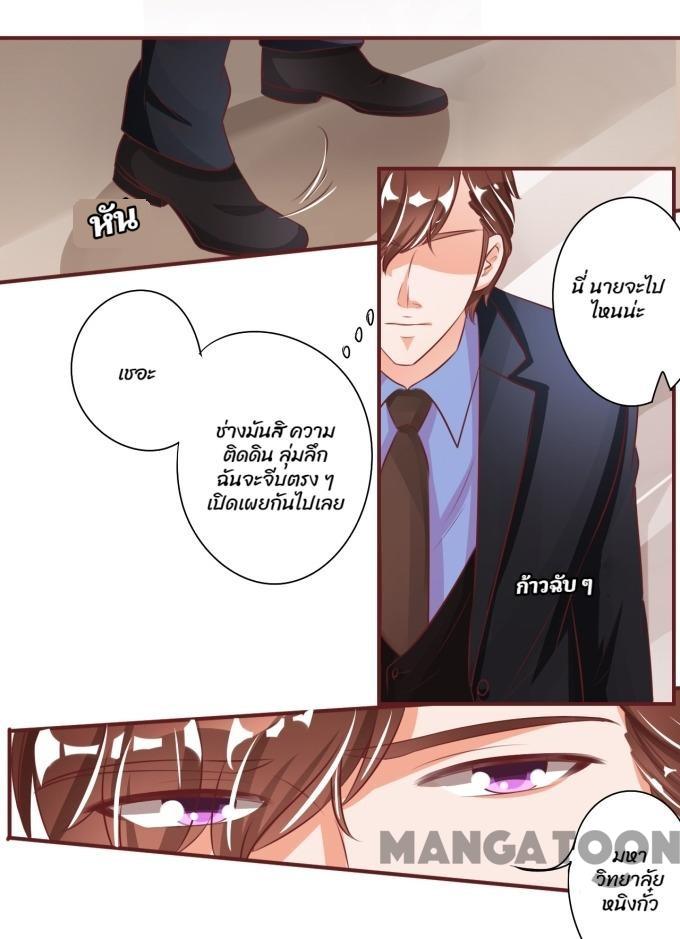 หัน
นี่ นายจะไป
ไหนน่ะ
เชอะ
ช่างมันสิ ความ
ติดดิน ลุ่มลึก
ฉันจะจีบตรง ๆ
เปิดเผยกันไปเลย
ก้าวฉับ ๆ
MANGATOON
มหา
วิทยาลัย
หนิงกั๋ว